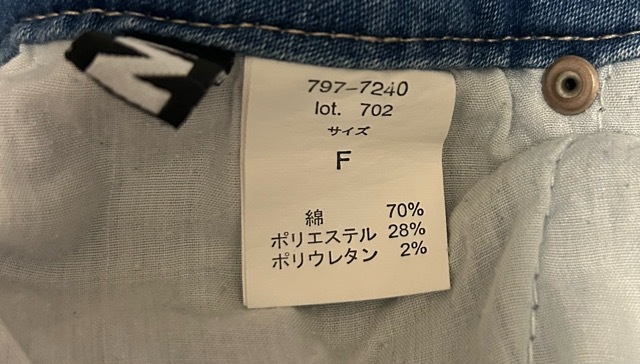 797-7240
lot. 702
サイズ
F
綿 70%
ポリエステル 28%
ポリウレタン 2%